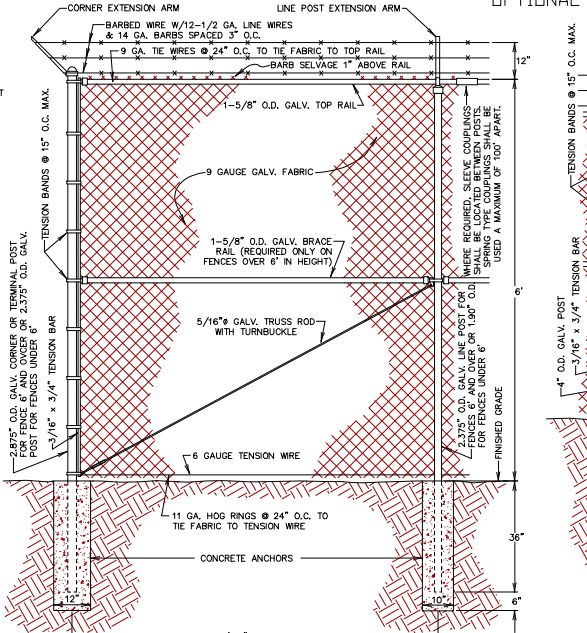 OPTIONAL
CORNER EXTENSION ARM
LINE POST EXTENSION ARM
BARBED WIRE W/12-1/2 GA. LINE WIRES
& 14 GA. BARBS SPACED 3" O.C.
9 GA. TIE WIRES @ 24" O.C. TO TIE FABRIC TO TOP RAIL
BARB SELVAGE 1" ABOVE RAIL
12"
1-5/8" O.D. GALV. TOP RAIL
TENSION BANDS @ 15" O.C. MAX.
WHERE REQUIRED, SLEEVE COUPLINGS
SHALL BE LOCATED BETWEEN POSTS.
SPRING TYPE COUPLINGS SHALL BE
USED A MAXIMUM OF 100' APART.
TENSION BANDS @ 15" O.C. MAX.
9 GAUGE GALV. FABRIC
1-5/8" O.D. GALV. BRACE
RAIL (REQUIRED ONLY ON
FENCES OVER 6' IN HEIGHT)
6'
5/16"ø GALV. TRUSS ROD
WITH TURNBUCKLE
2.875" O.D. GALV. CORNER OR TERMINAL POST
FOR FENCE 6' AND OVCER OR 2.375" O.D. GALV.
POST FOR FENCES UNDER 6'
3/16" x 3/4" TENSION BAR
2.375" O.D. GALV. LINE POST FOR
FENCES 6' AND OVER OR 1.90" O.D.
FOR FENCES UNDER 6'
FINISHED GRADE
4" O.D. GALV. POST
3/16" x 3/4" TENSION BAR
6 GAUGE TENSION WIRE
11 GA. HOG RINGS @ 24" O.C. TO
TIE FABRIC TO TENSION WIRE
36"
CONCRETE ANCHORS
12"
10"
6"